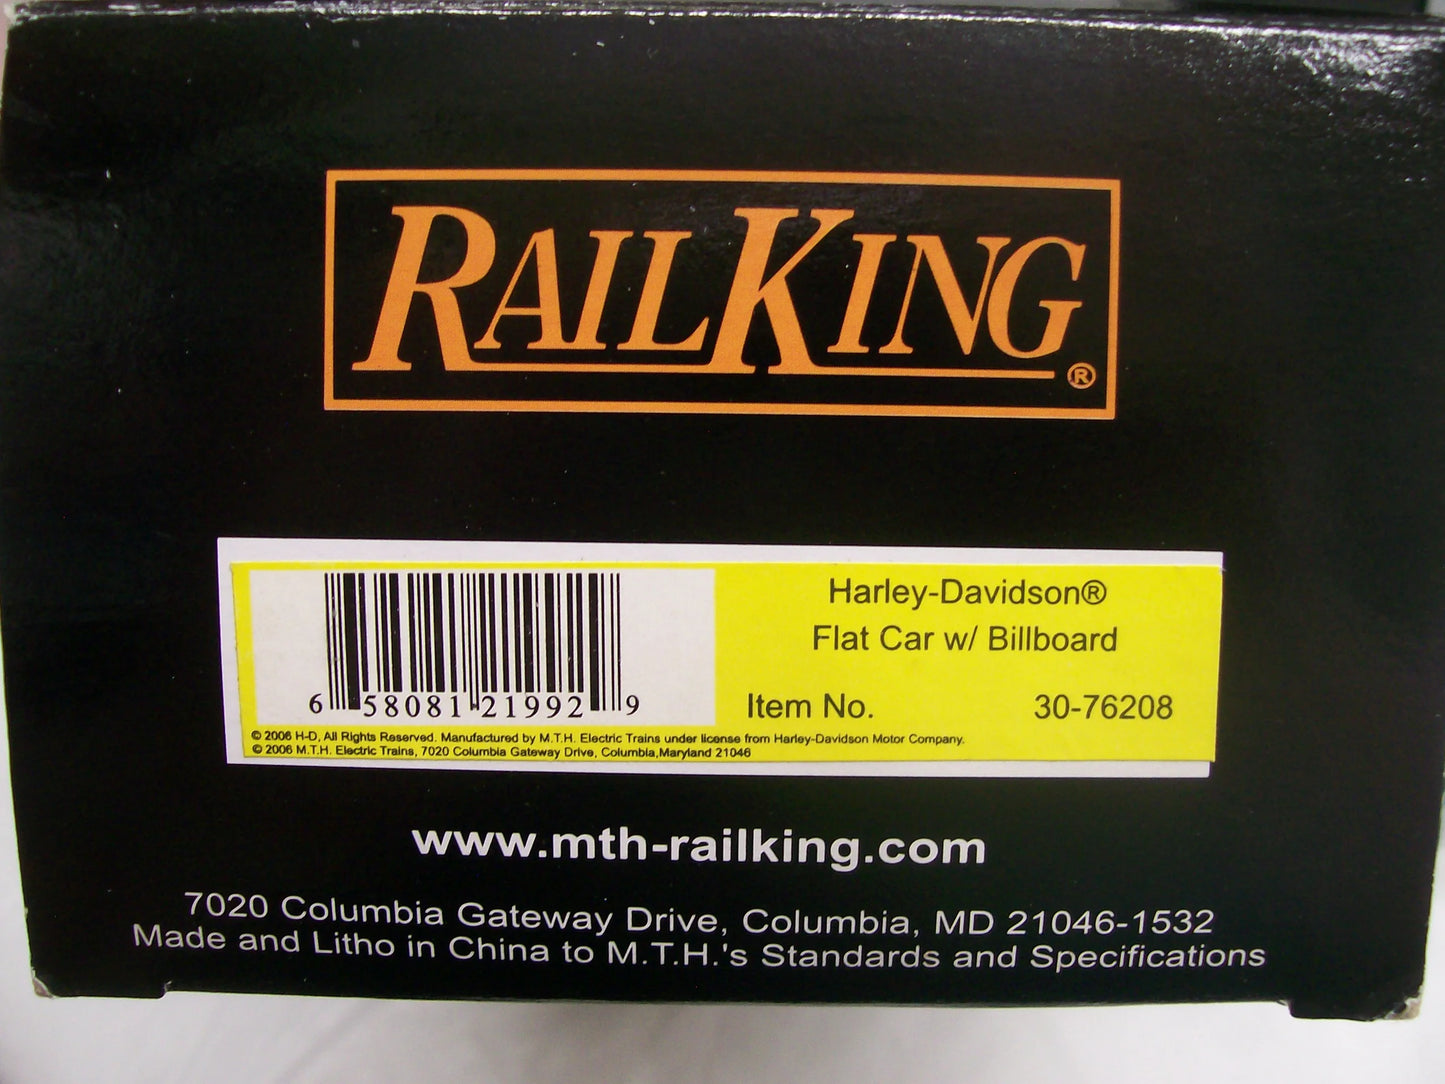 RAILKING®
Harley-Davidson®
Flat Car w/ Billboard
Item No. 30-76208
6 58081 21992 9
© 2006 H-D, All Rights Reserved. Manufactured by M.T.H. Electric Trains under license from Harley-Davidson Motor Company.
© 2006 M.T.H. Electric Trains, 7020 Columbia Gateway Drive, Columbia,Maryland 21046
www.mth-railking.com
7020 Columbia Gateway Drive, Columbia, MD 21046-1532
Made and Litho in China to M.T.H.'s Standards and Specifications